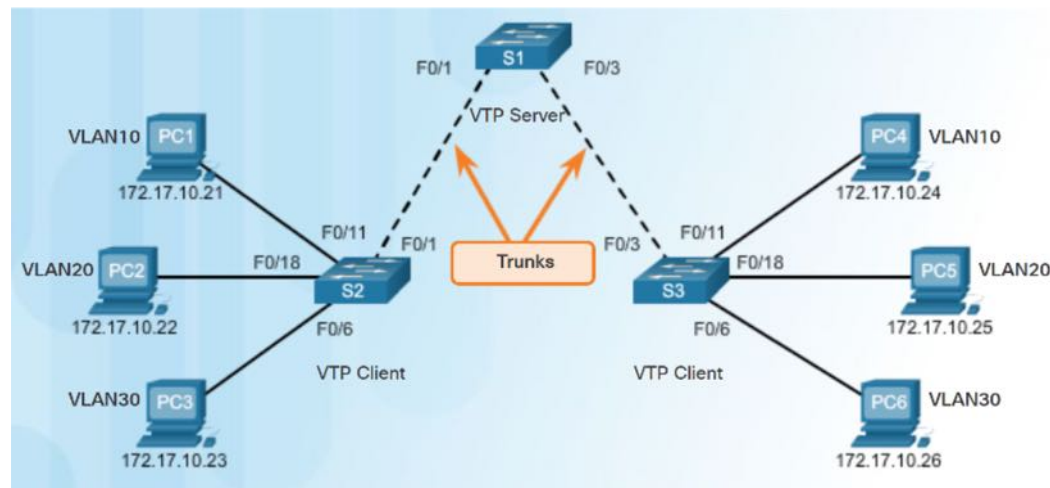 S1
F0/1
F0/3
VTP Server
VLAN10
PC1
172.17.10.21
PC4
VLAN10
172.17.10.24
F0/11
F0/1
Trunks
F0/3
F0/11
VLAN20
PC2
172.17.10.22
F0/18
S2
S3
F0/18
PC5
VLAN20
172.17.10.25
F0/6
F0/6
VTP Client
VTP Client
VLAN30
PC3
172.17.10.23
PC6
VLAN30
172.17.10.26